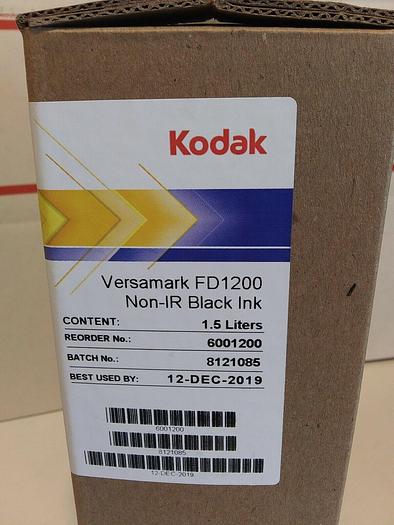 Kodak
Versamark FD1200
Non-IR Black Ink
CONTENT: 1.5 Liters
REORDER No.: 6001200
BATCH No.: 8121085
BEST USED BY: 12-DEC-2019
6001200
8121085
12-DEC-2019